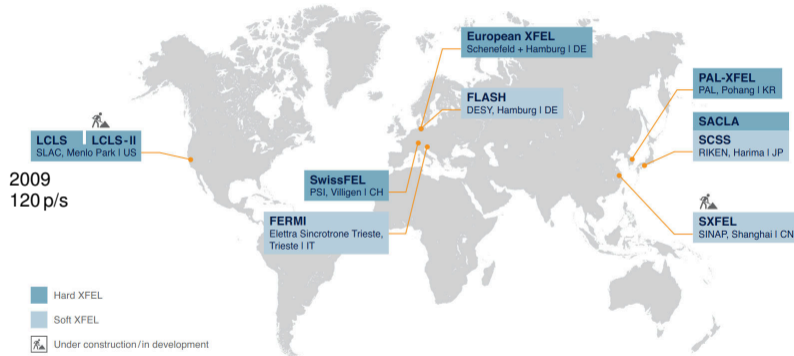 European XFEL
Schenefeld + Hamburg | DE
FLASH
DESY, Hamburg | DE
PAL-XFEL
PAL, Pohang | KR
SACLA
SCSS
RIKEN, Harima | JP
LCLS LCLS-II
SLAC, Menlo Park | US
2009
120 p/s
SwissFEL
PSI, Villigen | CH
FERMI
Elettra Sincrotrone Trieste,
Trieste | IT
SXFEL
SINAP, Shanghai | CN
Hard XFEL
Soft XFEL
Under construction/in development